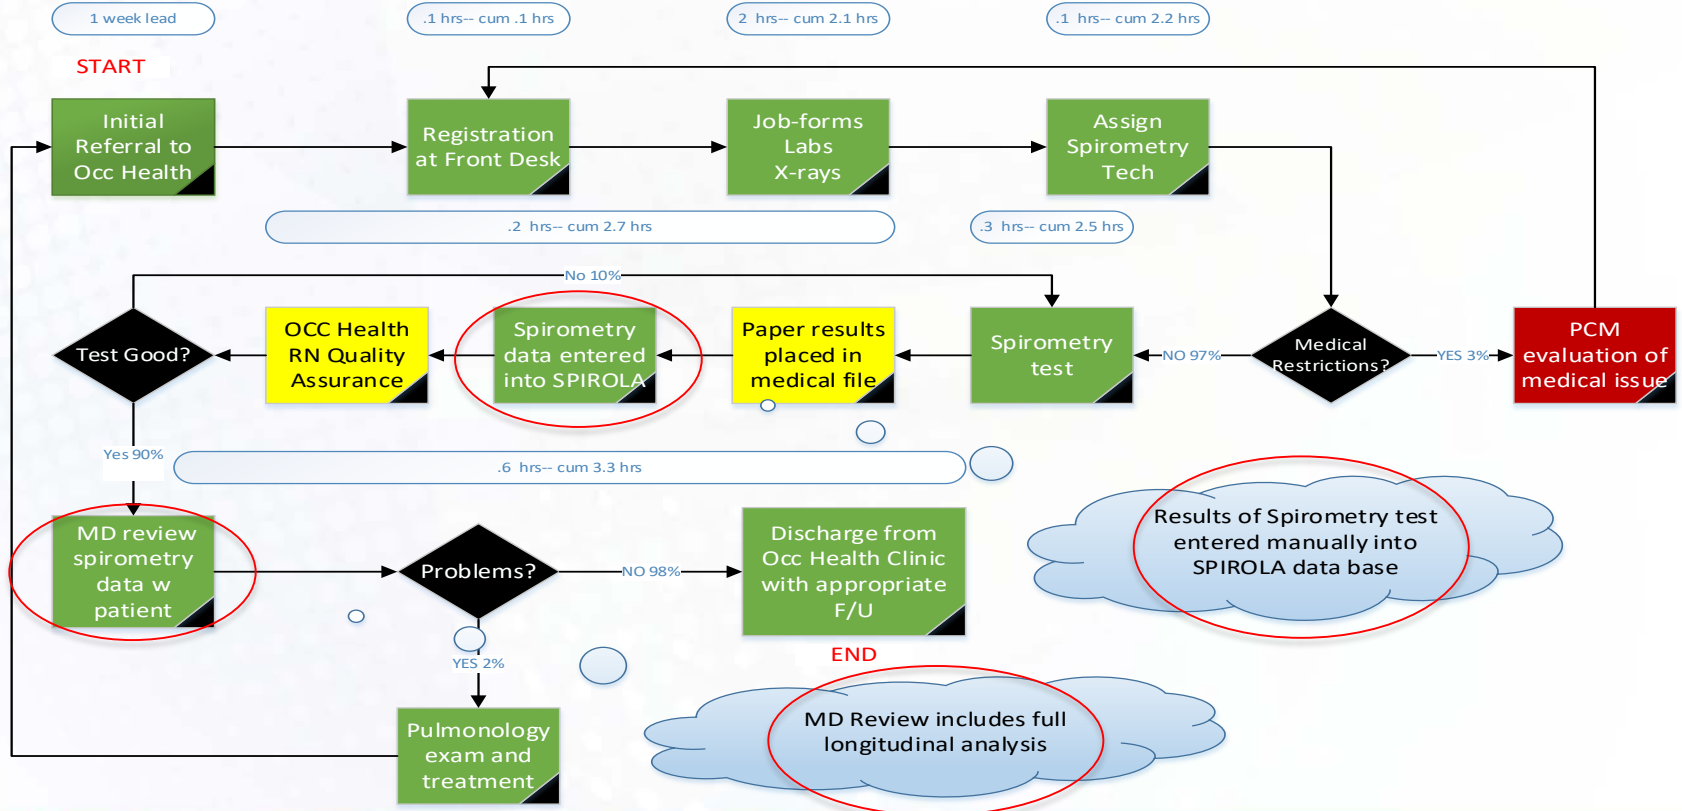 1 week lead
.1 hrs-- cum .1 hrs
2 hrs-- cum 2.1 hrs
.1 hrs-- cum 2.2 hrs
START
Initial
Referral to
Occ Health
Registration
at Front Desk
Job-forms
Labs
X-rays
Assign
Spirometry
Tech
.2 hrs-- cum 2.7 hrs
.3 hrs-- cum 2.5 hrs
No 10%
Test Good?
OCC Health
RN Quality
Assurance
Spirometry
data entered
into SPIROLA
Paper results
placed in
medical file
Spirometry
test
NO 97%
Medical
Restrictions?
YES 3%
PCM
evaluation of
medical issue
Yes 90%
.6 hrs-- cum 3.3 hrs
MD review
spirometry
data w
patient
Problems?
NO 98%
Discharge from
Occ Health Clinic
with appropriate
F/U
Results of Spirometry test
entered manually into
SPIROLA data base
END
YES 2%
Pulmonology
exam and
treatment
MD Review includes full
longitudinal analysis